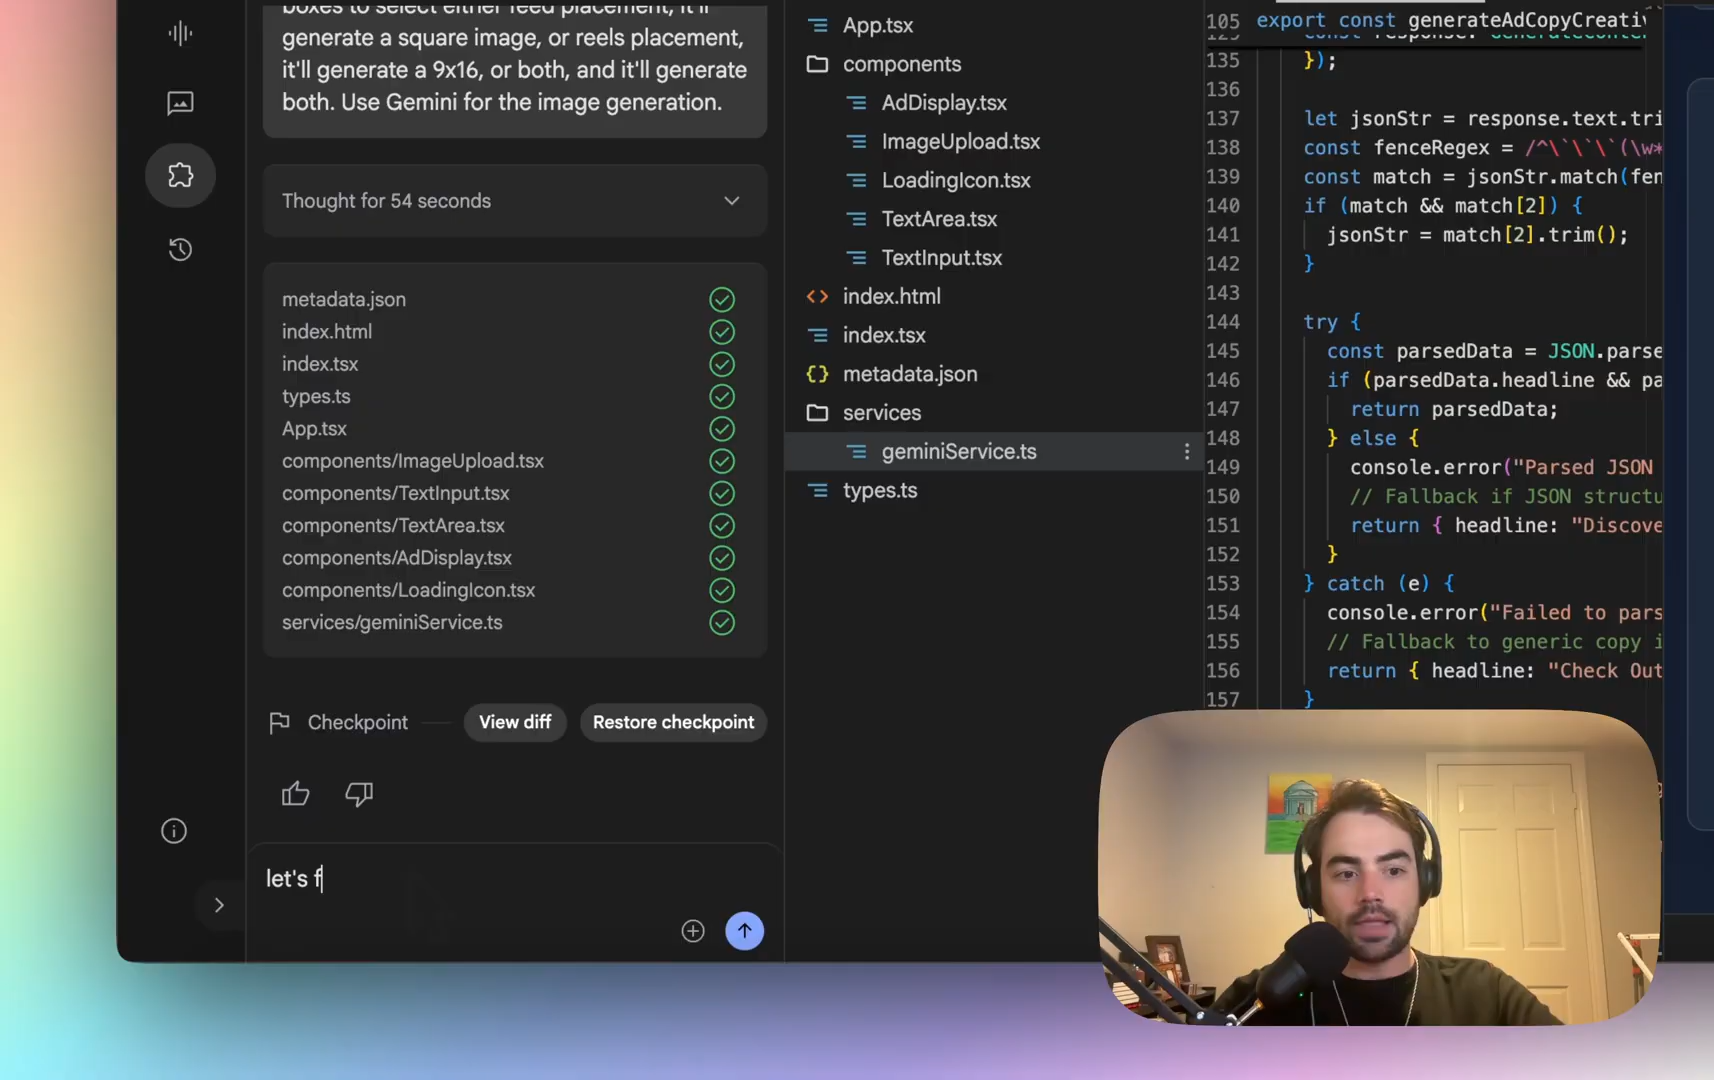 boxes to select either feed placement, it'll
generate a square image, or reels placement,
it'll generate a 9x16, or both, and it'll generate
both. Use Gemini for the image generation.
Thought for 54 seconds
metadata.json
index.html
index.tsx
types.ts
App.tsx
components/ImageUpload.tsx
components/TextInput.tsx
components/TextArea.tsx
components/AdDisplay.tsx
components/LoadingIcon.tsx
services/geminiService.ts
Checkpoint
View diff
Restore checkpoint
let's f
App.tsx
components
AdDisplay.tsx
ImageUpload.tsx
LoadingIcon.tsx
TextArea.tsx
TextInput.tsx
index.html
index.tsx
metadata.json
services
geminiService.ts
types.ts
105 export const generateAdCopyCreativ
135 });
136
137 let jsonStr = response.text.tri
138 const fenceRegex = /^\`\`\`(\w*
139 const match = jsonStr.match(fen
140 if (match && match[2]) {
141 jsonStr = match[2].trim();
142 }
143
144 try {
145 const parsedData = JSON.parse
146 if (parsedData.headline && pa
147 return parsedData;
148 } else {
149 console.error("Parsed JSON
150 // Fallback if JSON structu
151 return { headline: "Discove
152 }
153 } catch (e) {
154 console.error("Failed to pars
155 // Fallback to generic copy i
156 return { headline: "Check Out
157 }